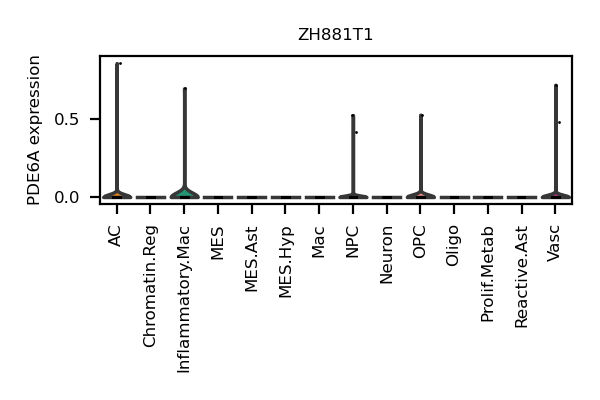 ZH881T1
PDE6A expression
0.5
0.0
AC
Chromatin.Reg
Inflammatory.Mac
MES
MES.Ast
MES.Hyp
Mac
NPC
Neuron
OPC
Oligo
Prolif.Metab
Reactive.Ast
Vasc